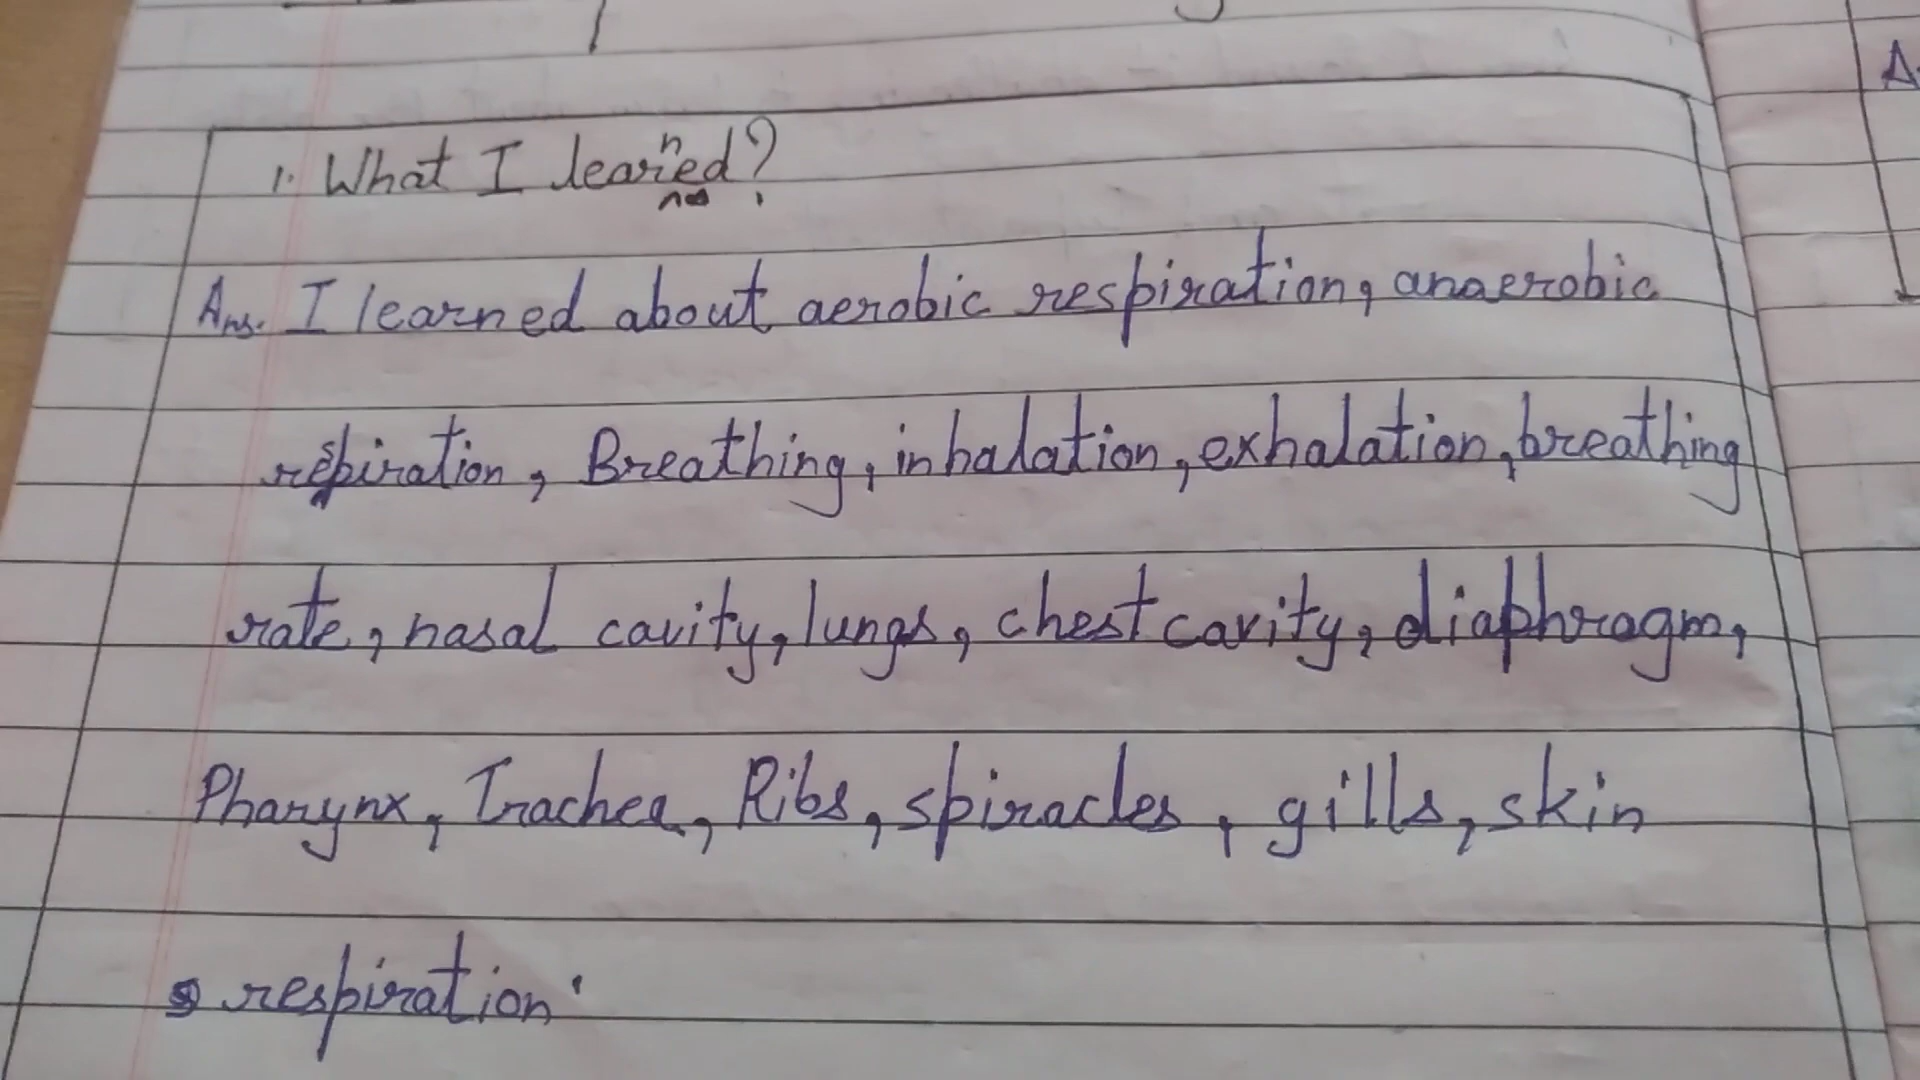 1. What I learned?
Ans. I learned about aerobic respiration, anaerobic
respiration, Breathing, inhalation, exhalation, breathing
rate, nasal cavity, lungs, chest cavity, diaphragm,
Pharynx, Trachea, Ribs, spiracles, gills, skin
respiration.